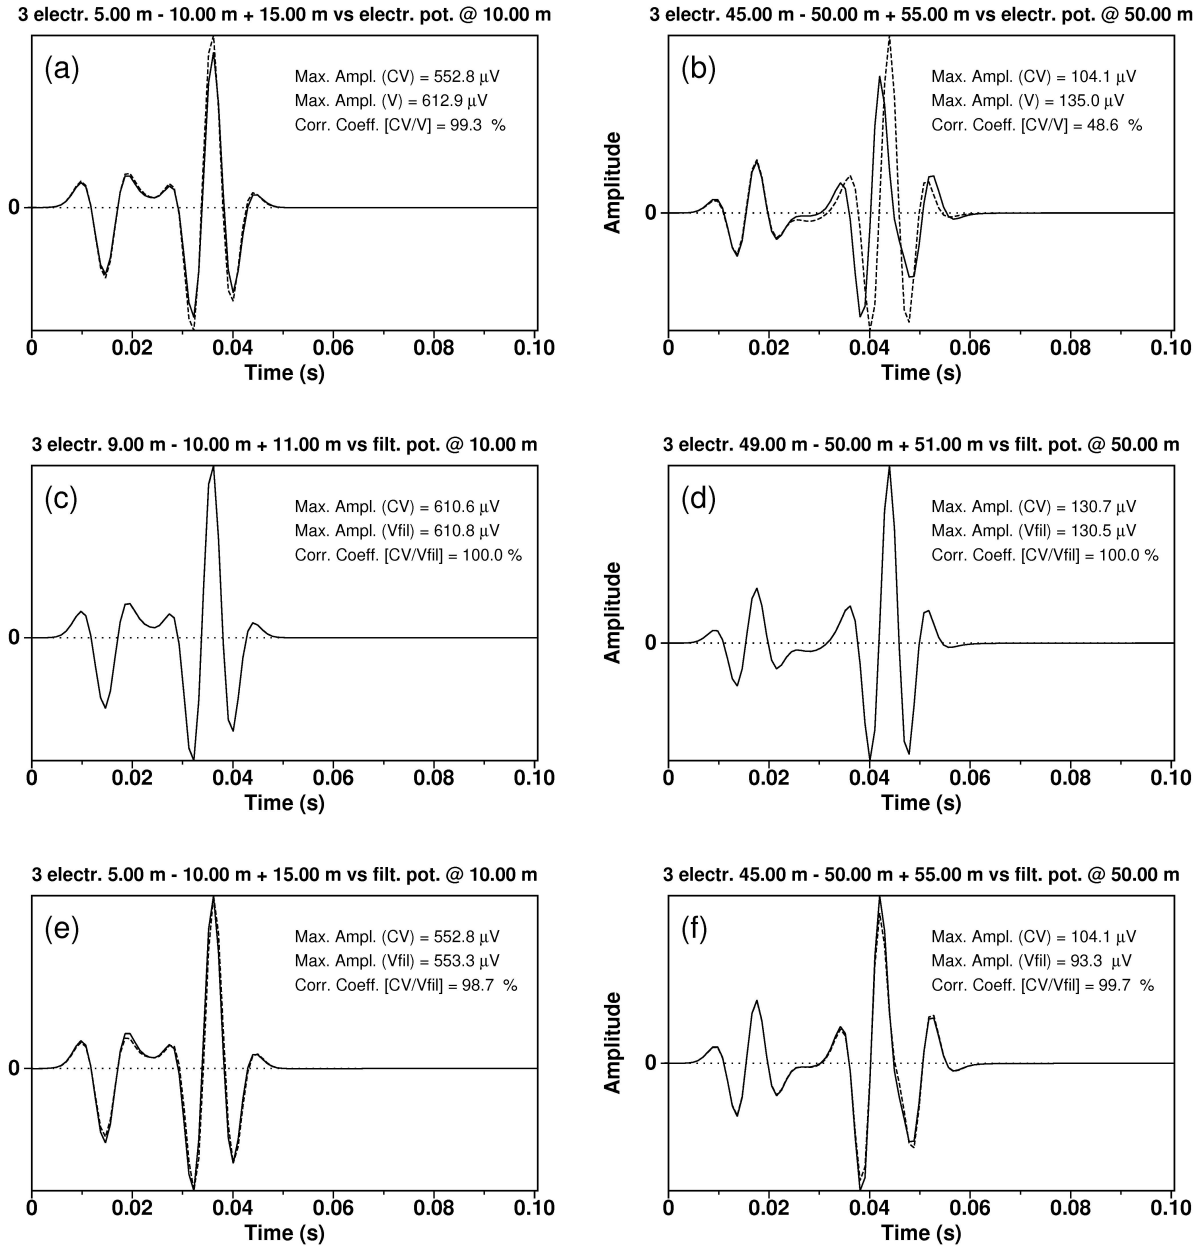 3 electr. 5.00 m - 10.00 m + 15.00 m vs electr. pot. @ 10.00 m
(a)
Max. Ampl. (CV) = 552.8 µV
Max. Ampl. (V) = 612.9 µV
Corr. Coeff. [CV/V] = 99.3 %
0
0 0.02 0.04 0.06 0.08 0.10
Time (s)
3 electr. 45.00 m - 50.00 m + 55.00 m vs electr. pot. @ 50.00 m
(b)
Max. Ampl. (CV) = 104.1 µV
Max. Ampl. (V) = 135.0 µV
Corr. Coeff. [CV/V] = 48.6 %
Amplitude
0
0 0.02 0.04 0.06 0.08 0.10
Time (s)
3 electr. 9.00 m - 10.00 m + 11.00 m vs filt. pot. @ 10.00 m
(c)
Max. Ampl. (CV) = 610.6 µV
Max. Ampl. (Vfil) = 610.8 µV
Corr. Coeff. [CV/Vfil] = 100.0 %
0
0 0.02 0.04 0.06 0.08 0.10
Time (s)
3 electr. 49.00 m - 50.00 m + 51.00 m vs filt. pot. @ 50.00 m
(d)
Max. Ampl. (CV) = 130.7 µV
Max. Ampl. (Vfil) = 130.5 µV
Corr. Coeff. [CV/Vfil] = 100.0 %
Amplitude
0
0 0.02 0.04 0.06 0.08 0.10
Time (s)
3 electr. 5.00 m - 10.00 m + 15.00 m vs filt. pot. @ 10.00 m
(e)
Max. Ampl. (CV) = 552.8 µV
Max. Ampl. (Vfil) = 553.3 µV
Corr. Coeff. [CV/Vfil] = 98.7 %
0
0 0.02 0.04 0.06 0.08 0.10
Time (s)
3 electr. 45.00 m - 50.00 m + 55.00 m vs filt. pot. @ 50.00 m
(f)
Max. Ampl. (CV) = 104.1 µV
Max. Ampl. (Vfil) = 93.3 µV
Corr. Coeff. [CV/Vfil] = 99.7 %
Amplitude
0
0 0.02 0.04 0.06 0.08 0.10
Time (s)